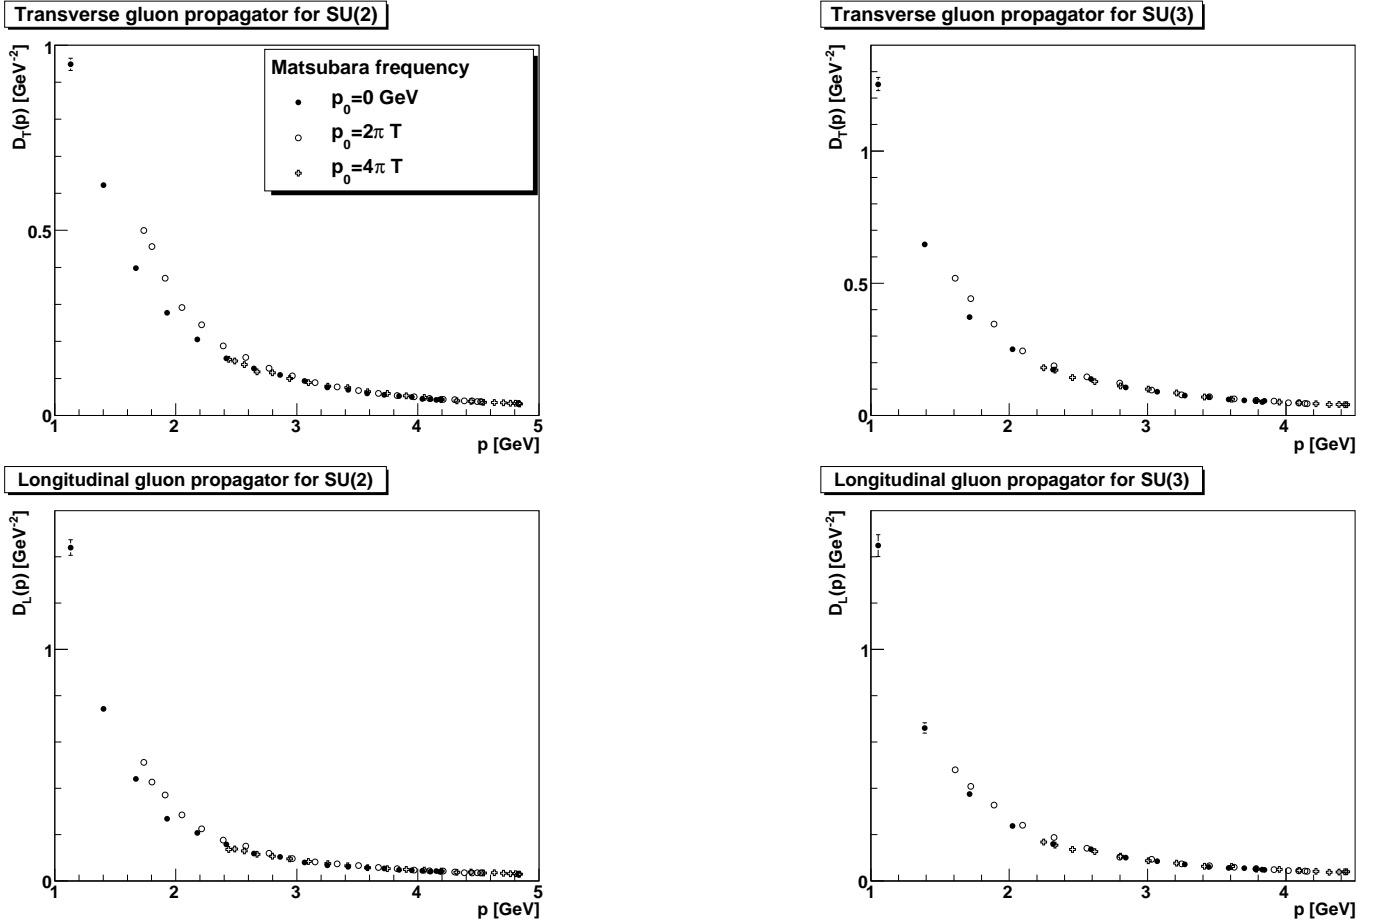 Transverse gluon propagator for SU(2)
D_T(p) [GeV^-2]
1
0.5
0
Matsubara frequency
p_0=0 GeV
p_0=2π T
p_0=4π T
1 2 3 4 5
p [GeV]
Transverse gluon propagator for SU(3)
D_T(p) [GeV^-2]
1
0.5
0
1 2 3 4
p [GeV]
Longitudinal gluon propagator for SU(2)
D_L(p) [GeV^-2]
1
0
1 2 3 4 5
p [GeV]
Longitudinal gluon propagator for SU(3)
D_L(p) [GeV^-2]
1
0
1 2 3 4
p [GeV]